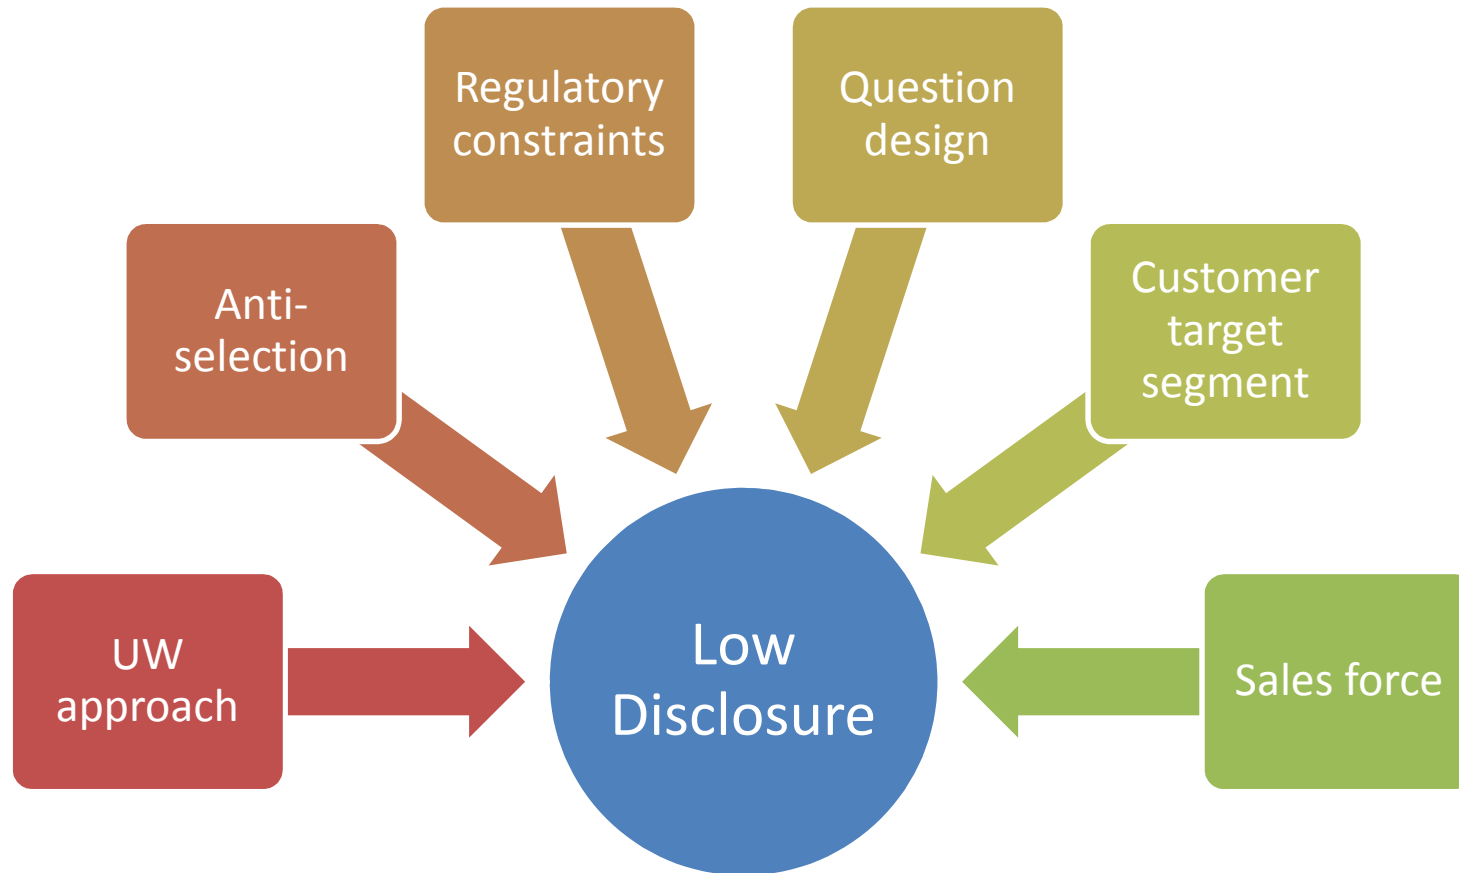 Regulatory
constraints
Question
design
Anti-
selection
Customer
target
segment
UW
approach
Low
Disclosure
Sales force